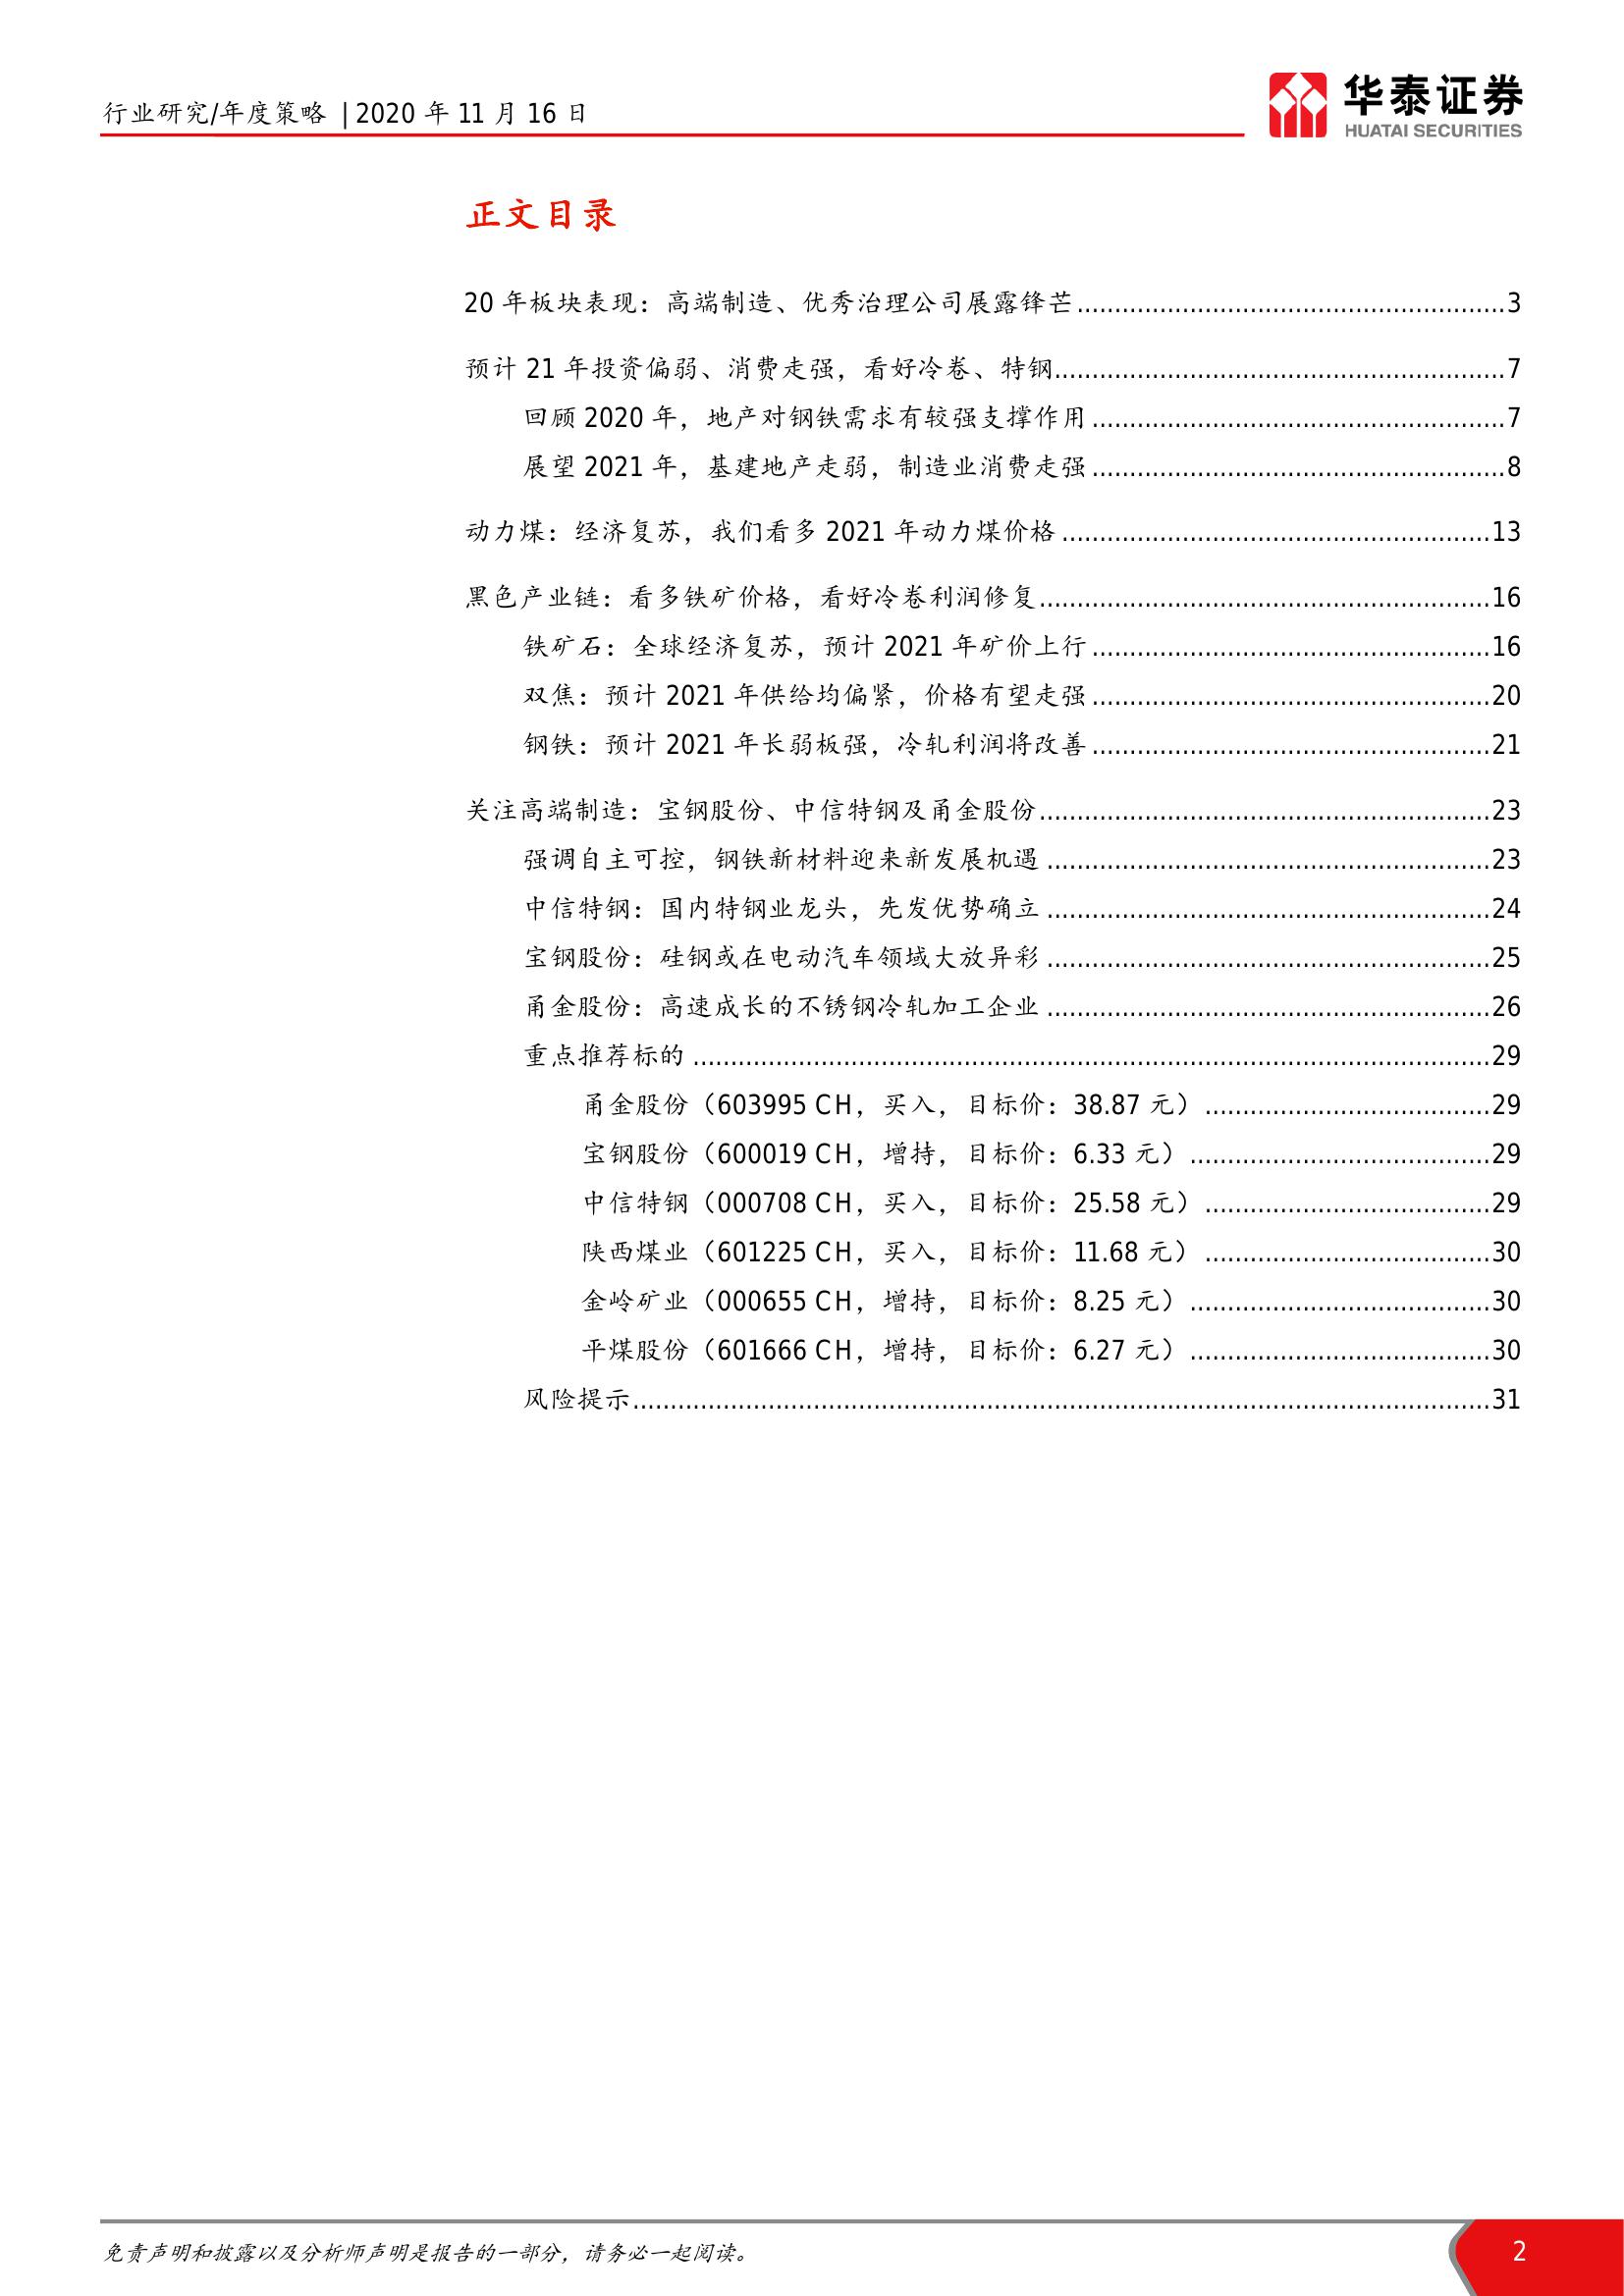 行业研究/年度策略 | 2020 年 11 月 16 日
华泰证券
HUATAI SECURITIES
正文目录
20 年板块表现：高端制造、优秀治理公司展露锋芒........................................................3
预计 21 年投资偏弱、消费走强，看好冷卷、特钢...........................................................7
回顾 2020 年，地产对钢铁需求有较强支撑作用......................................................7
展望 2021 年，基建地产走弱，制造业消费走强......................................................8
动力煤：经济复苏，我们看多 2021 年动力煤价格........................................................13
黑色产业链：看多铁矿价格，看好冷卷利润修复...........................................................16
铁矿石：全球经济复苏，预计 2021 年矿价上行....................................................16
双焦：预计 2021 年供给均偏紧，价格有望走强....................................................20
钢铁：预计 2021 年长弱板强，冷轧利润将改善....................................................21
关注高端制造：宝钢股份、中信特钢及甬金股份...........................................................23
强调自主可控，钢铁新材料迎来新发展机遇..........................................................23
中信特钢：国内特钢业龙头，先发优势确立..........................................................24
宝钢股份：硅钢或在电动汽车领域大放异彩..........................................................25
甬金股份：高速成长的不锈钢冷轧加工企业..........................................................26
重点推荐标的.........................................................................................................29
甬金股份（603995 CH，买入，目标价：38.87 元）......................................29
宝钢股份（600019 CH，增持，目标价：6.33 元）........................................29
中信特钢（000708 CH，买入，目标价：25.58 元）......................................29
陕西煤业（601225 CH，买入，目标价：11.68 元）......................................30
金岭矿业（000655 CH，增持，目标价：8.25 元）........................................30
平煤股份（601666 CH，增持，目标价：6.27 元）........................................30
风险提示.................................................................................................................31
免责声明和披露以及分析师声明是报告的一部分，请务必一起阅读。
2